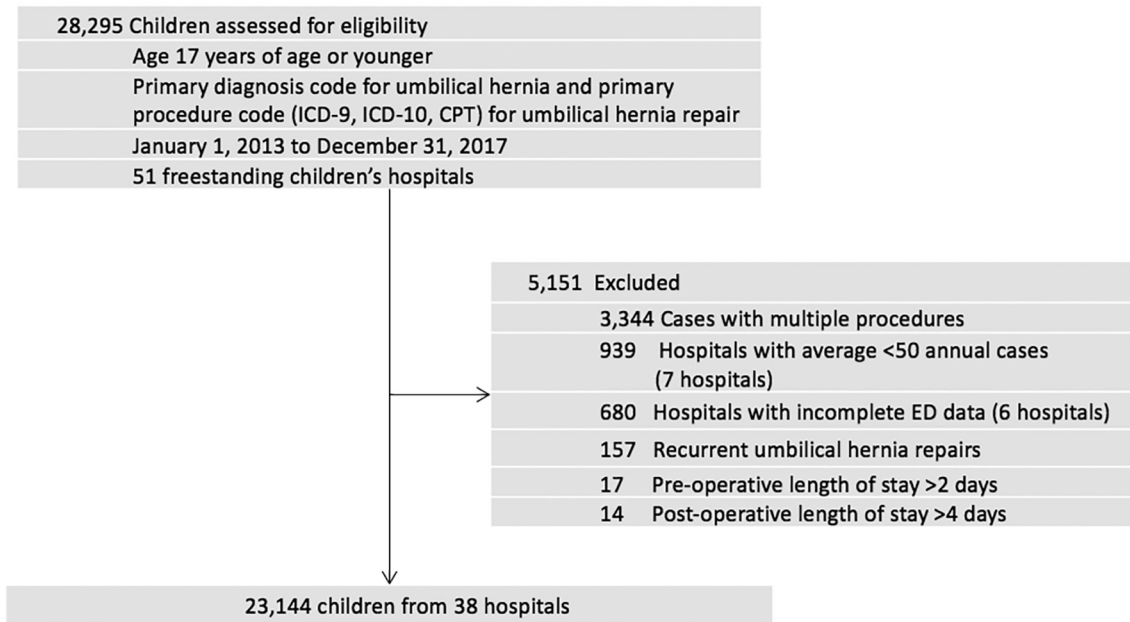 28,295 Children assessed for eligibility
Age 17 years of age or younger
Primary diagnosis code for umbilical hernia and primary
procedure code (ICD-9, ICD-10, CPT) for umbilical hernia repair
January 1, 2013 to December 31, 2017
51 freestanding children’s hospitals
5,151 Excluded
3,344 Cases with multiple procedures
939 Hospitals with average <50 annual cases
(7 hospitals)
680 Hospitals with incomplete ED data (6 hospitals)
157 Recurrent umbilical hernia repairs
17 Pre-operative length of stay >2 days
14 Post-operative length of stay >4 days
23,144 children from 38 hospitals